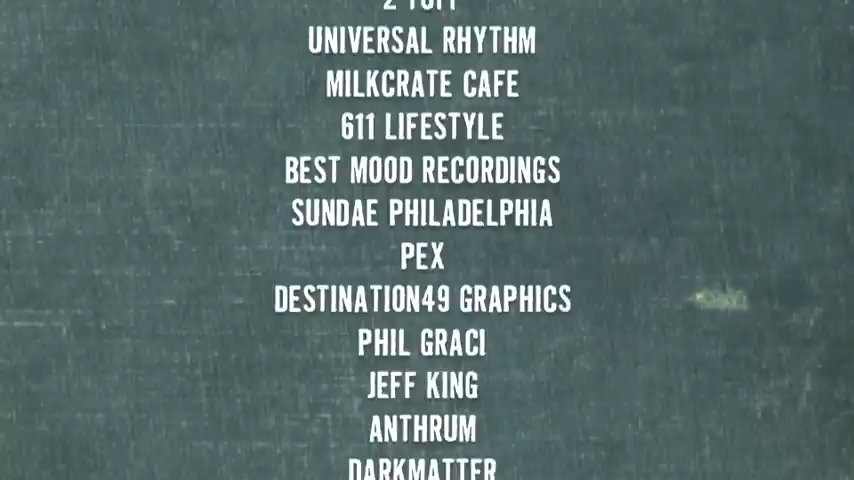 UNIVERSAL RHYTHM
MILKCRATE CAFE
611 LIFESTYLE
BEST MOOD RECORDINGS
SUNDAE PHILADELPHIA
PEX
DESTINATION49 GRAPHICS
PHIL GRACI
JEFF KING
ANTHRUM
DARKMATTER